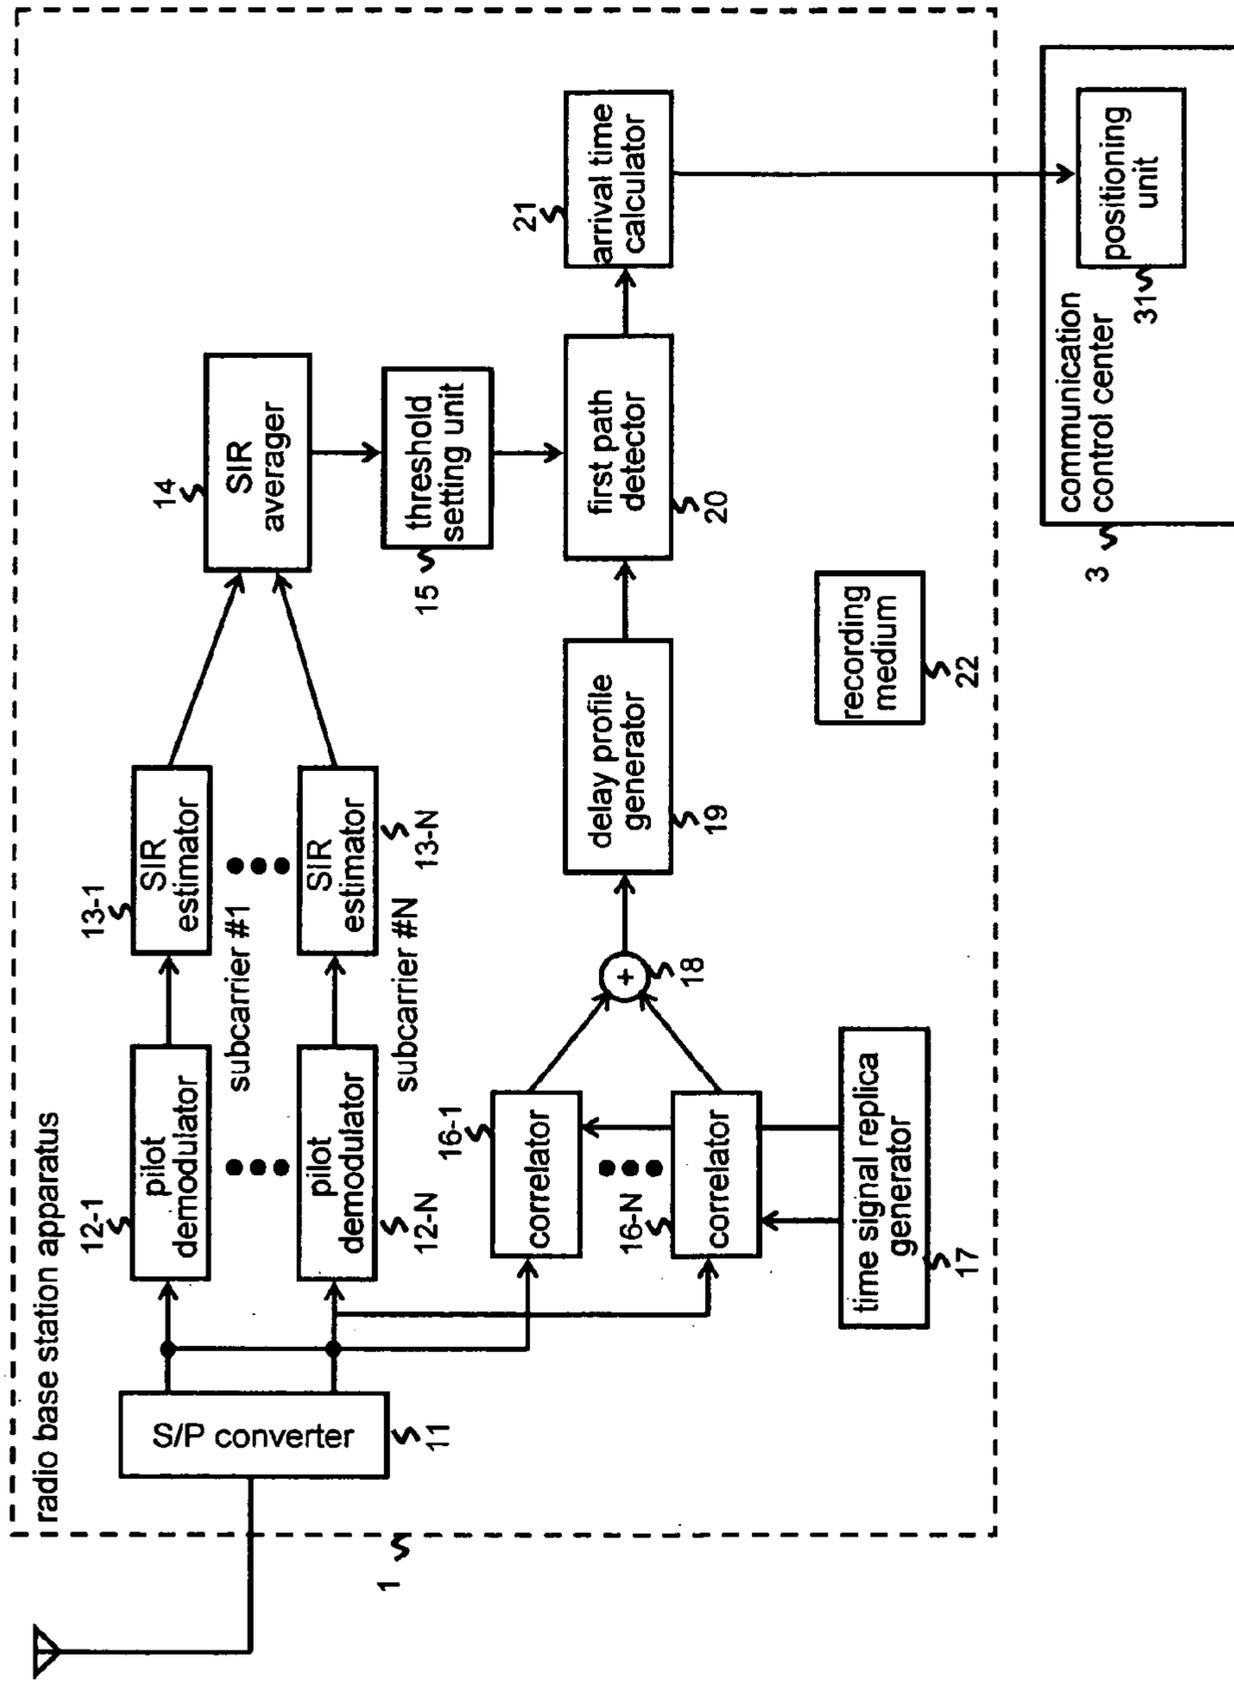 radio base station apparatus
1
S/P converter
11
12-1
pilot
demodulator
13-1
SIR
estimator
subcarrier #1
pilot
demodulator
12-N
SIR
estimator
13-N
subcarrier #N
14
SIR
averager
15
threshold
setting unit
16-1
correlator
16-N
correlator
time signal replica
generator
17
+
18
delay profile
generator
19
first path
detector
20
21
arrival time
calculator
recording
medium
22
3
communication
control center
31
positioning
unit